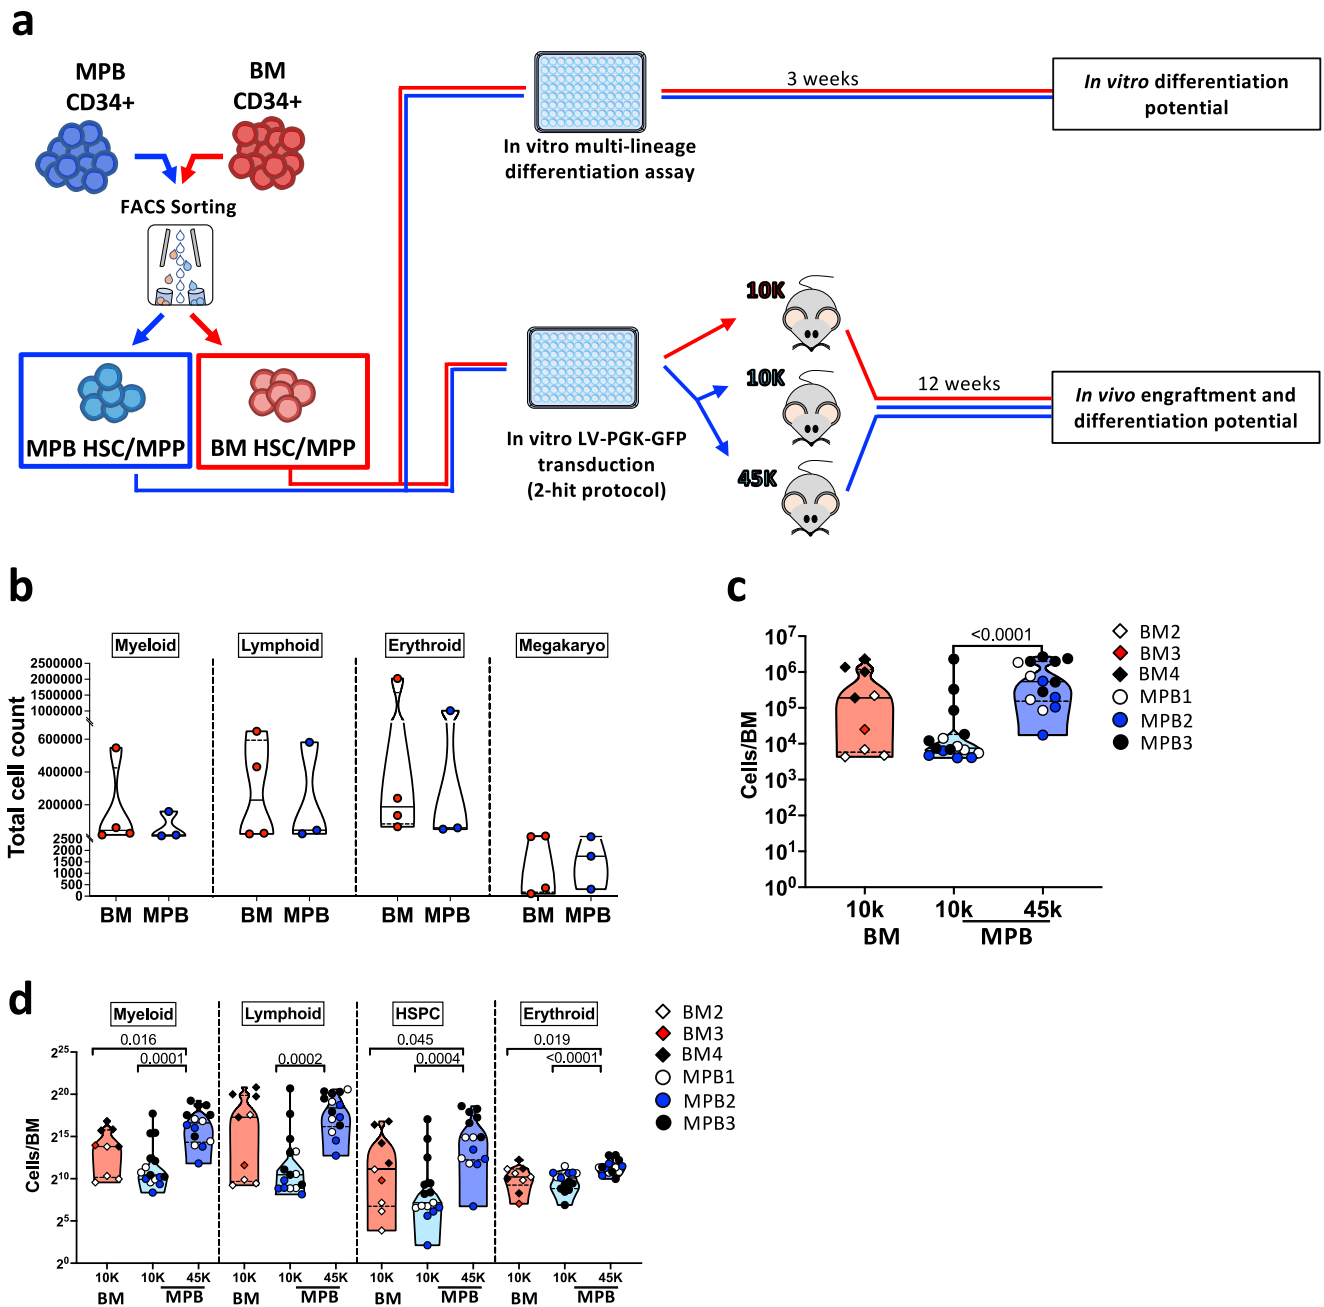 a
MPB
CD34+
BM
CD34+
FACS Sorting
MPB HSC/MPP
BM HSC/MPP
In vitro multi-lineage
differentiation assay
3 weeks
In vitro differentiation
potential
In vitro LV-PGK-GFP
transduction
(2-hit protocol)
10K
10K
45K
12 weeks
In vivo engraftment and
differentiation potential
b
Myeloid
Lymphoid
Erythroid
Megakaryo
Total cell count
2500000
2000000
1500000
1000000
600000
400000
200000
2500
2000
1500
1000
500
0
BM MPB BM MPB BM MPB BM MPB
c
Cells/BM
10^7
10^6
10^5
10^4
10^3
10^2
10^1
10^0
<0.0001
10k 10k 45k
BM MPB
BM2
BM3
BM4
MPB1
MPB2
MPB3
d
Myeloid
Lymphoid
HSPC
Erythroid
0.016
0.0001
0.0002
0.045
0.0004
0.019
<0.0001
Cells/BM
2^25
2^20
2^15
2^10
2^5
2^0
10K 10K 45K 10K 10K 45K 10K 10K 45K 10K 10K 45K
BM MPB BM MPB BM MPB BM MPB
BM2
BM3
BM4
MPB1
MPB2
MPB3